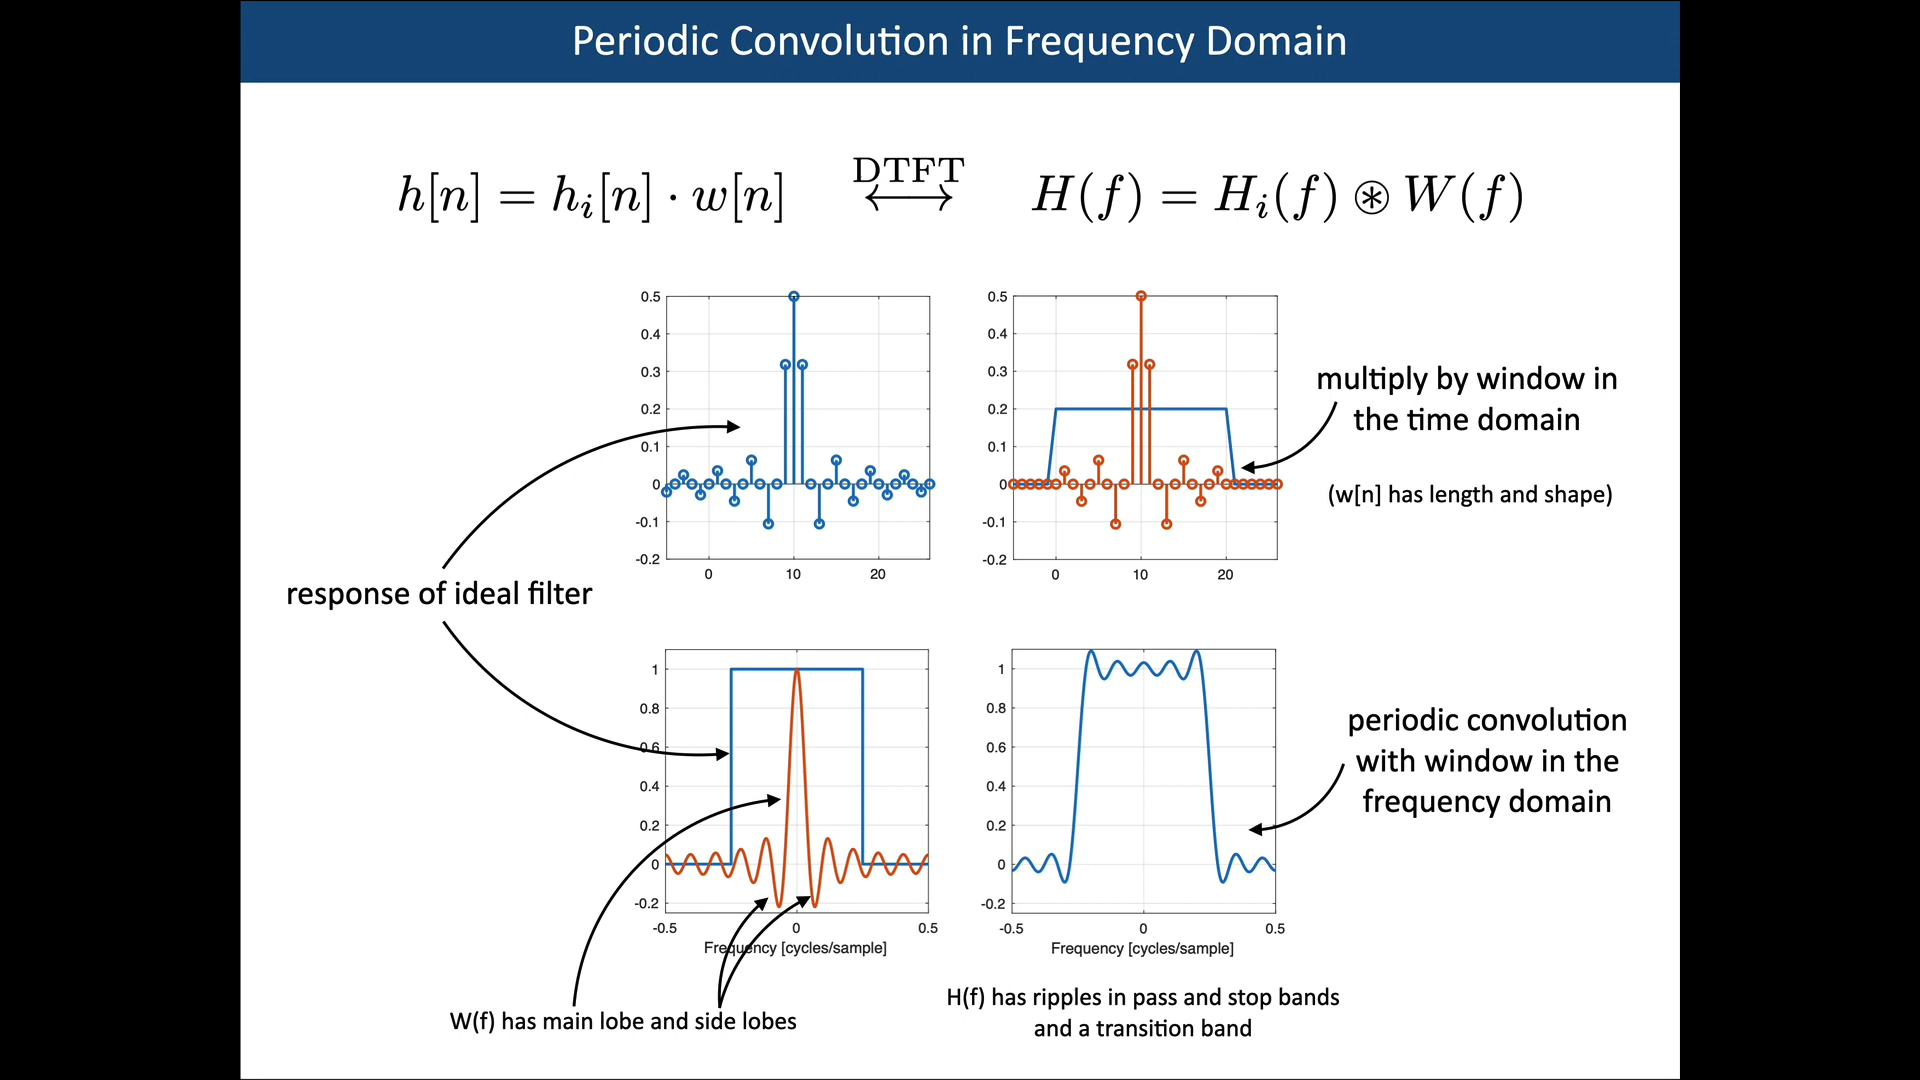 Periodic Convolution in Frequency Domain
h[n] = h_i[n] · w[n] DTFT ⟷ H(f) = H_i(f) ⊛ W(f)
0.5
0.4
0.3
0.2
0.1
0
-0.1
-0.2
0 10 20
0.5
0.4
0.3
0.2
0.1
0
-0.1
-0.2
0 10 20
multiply by window in
the time domain
(w[n] has length and shape)
response of ideal filter
1
0.8
0.6
0.4
0.2
0
-0.2
-0.5 0 0.5
Frequency [cycles/sample]
1
0.8
0.6
0.4
0.2
0
-0.2
-0.5 0 0.5
Frequency [cycles/sample]
periodic convolution
with window in the
frequency domain
W(f) has main lobe and side lobes
H(f) has ripples in pass and stop bands
and a transition band